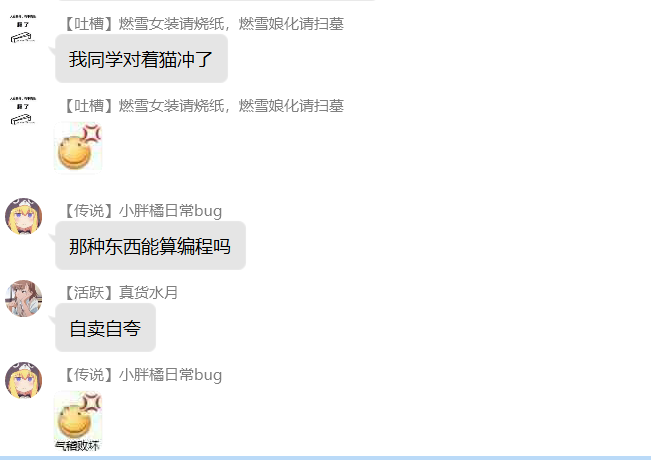 【吐槽】燃雪女装请烧纸，燃雪娘化请扫墓
我同学对着猫冲了
【吐槽】燃雪女装请烧纸，燃雪娘化请扫墓
【传说】小胖橘日常bug
那种东西能算编程吗
【活跃】真货水月
自卖自夸
【传说】小胖橘日常bug
气稽败坏